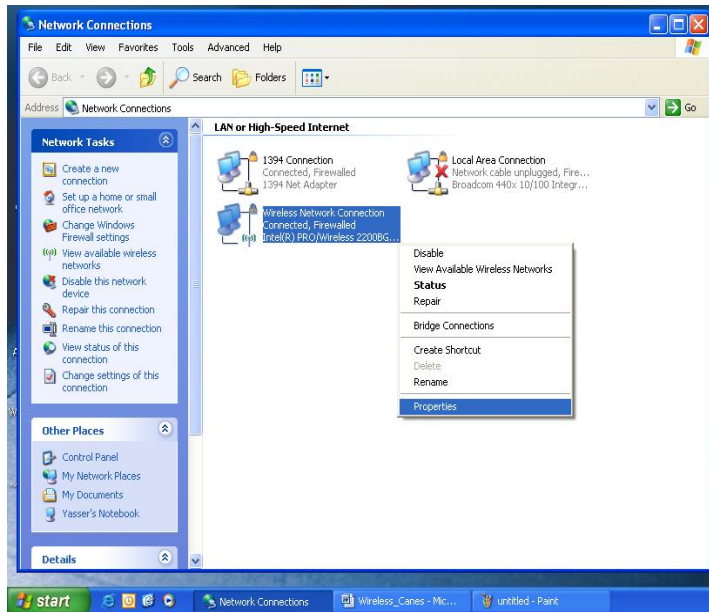 Network Connections
File Edit View Favorites Tools Advanced Help
Back Search Folders
Address Network Connections Go
Network Tasks
Create a new
connection
Set up a home or small
office network
Change Windows
Firewall settings
View available wireless
networks
Disable this network
device
Repair this connection
Rename this connection
View status of this
connection
Change settings of this
connection
Other Places
Control Panel
My Network Places
My Documents
Yasser's Notebook
Details
LAN or High-Speed Internet
1394 Connection
Connected, Firewalled
1394 Net Adapter
Local Area Connection
Network cable unplugged, Fire...
Broadcom 440x 10/100 Integr...
Wireless Network Connection
Connected, Firewalled
Intel(R) PRO/Wireless 2200BG...
Disable
View Available Wireless Networks
Status
Repair
Bridge Connections
Create Shortcut
Delete
Rename
Properties
start Network Connections Wireless_Canes - Mic... untitled - Paint